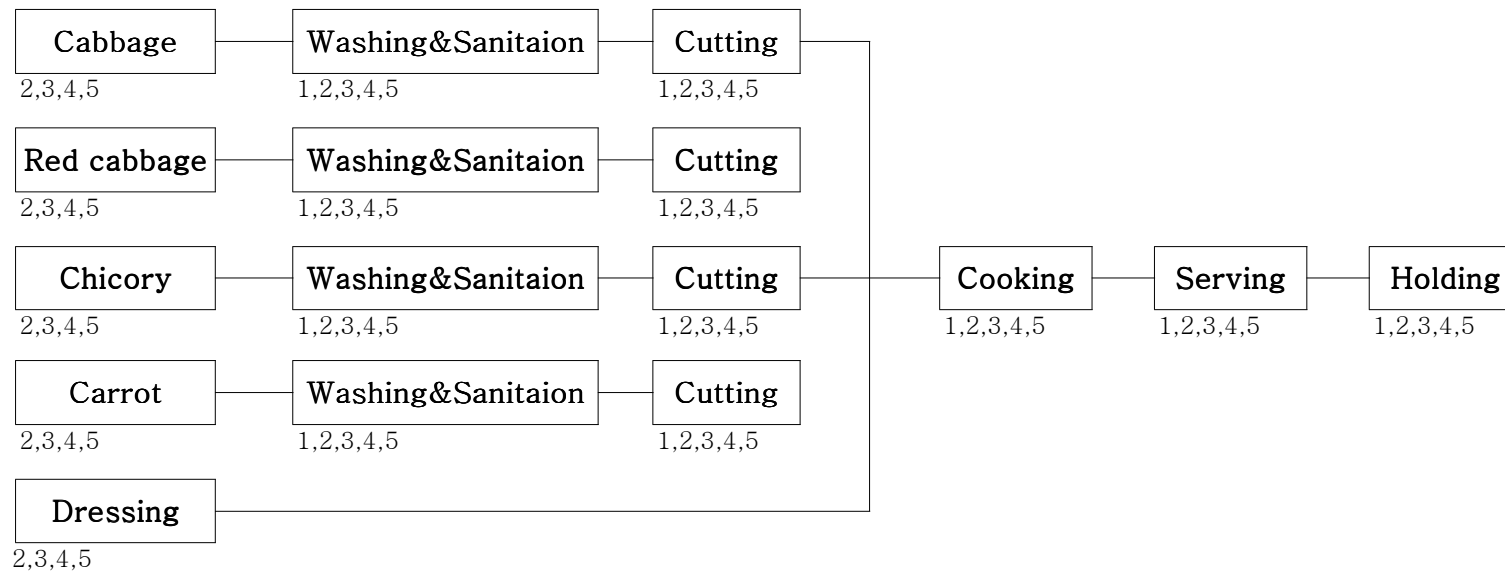 Cabbage Washing&Sanitaion Cutting
2,3,4,5 1,2,3,4,5 1,2,3,4,5
Red cabbage Washing&Sanitaion Cutting
2,3,4,5 1,2,3,4,5 1,2,3,4,5
Chicory Washing&Sanitaion Cutting Cooking Serving Holding
2,3,4,5 1,2,3,4,5 1,2,3,4,5 1,2,3,4,5 1,2,3,4,5 1,2,3,4,5
Carrot Washing&Sanitaion Cutting
2,3,4,5 1,2,3,4,5 1,2,3,4,5
Dressing
2,3,4,5